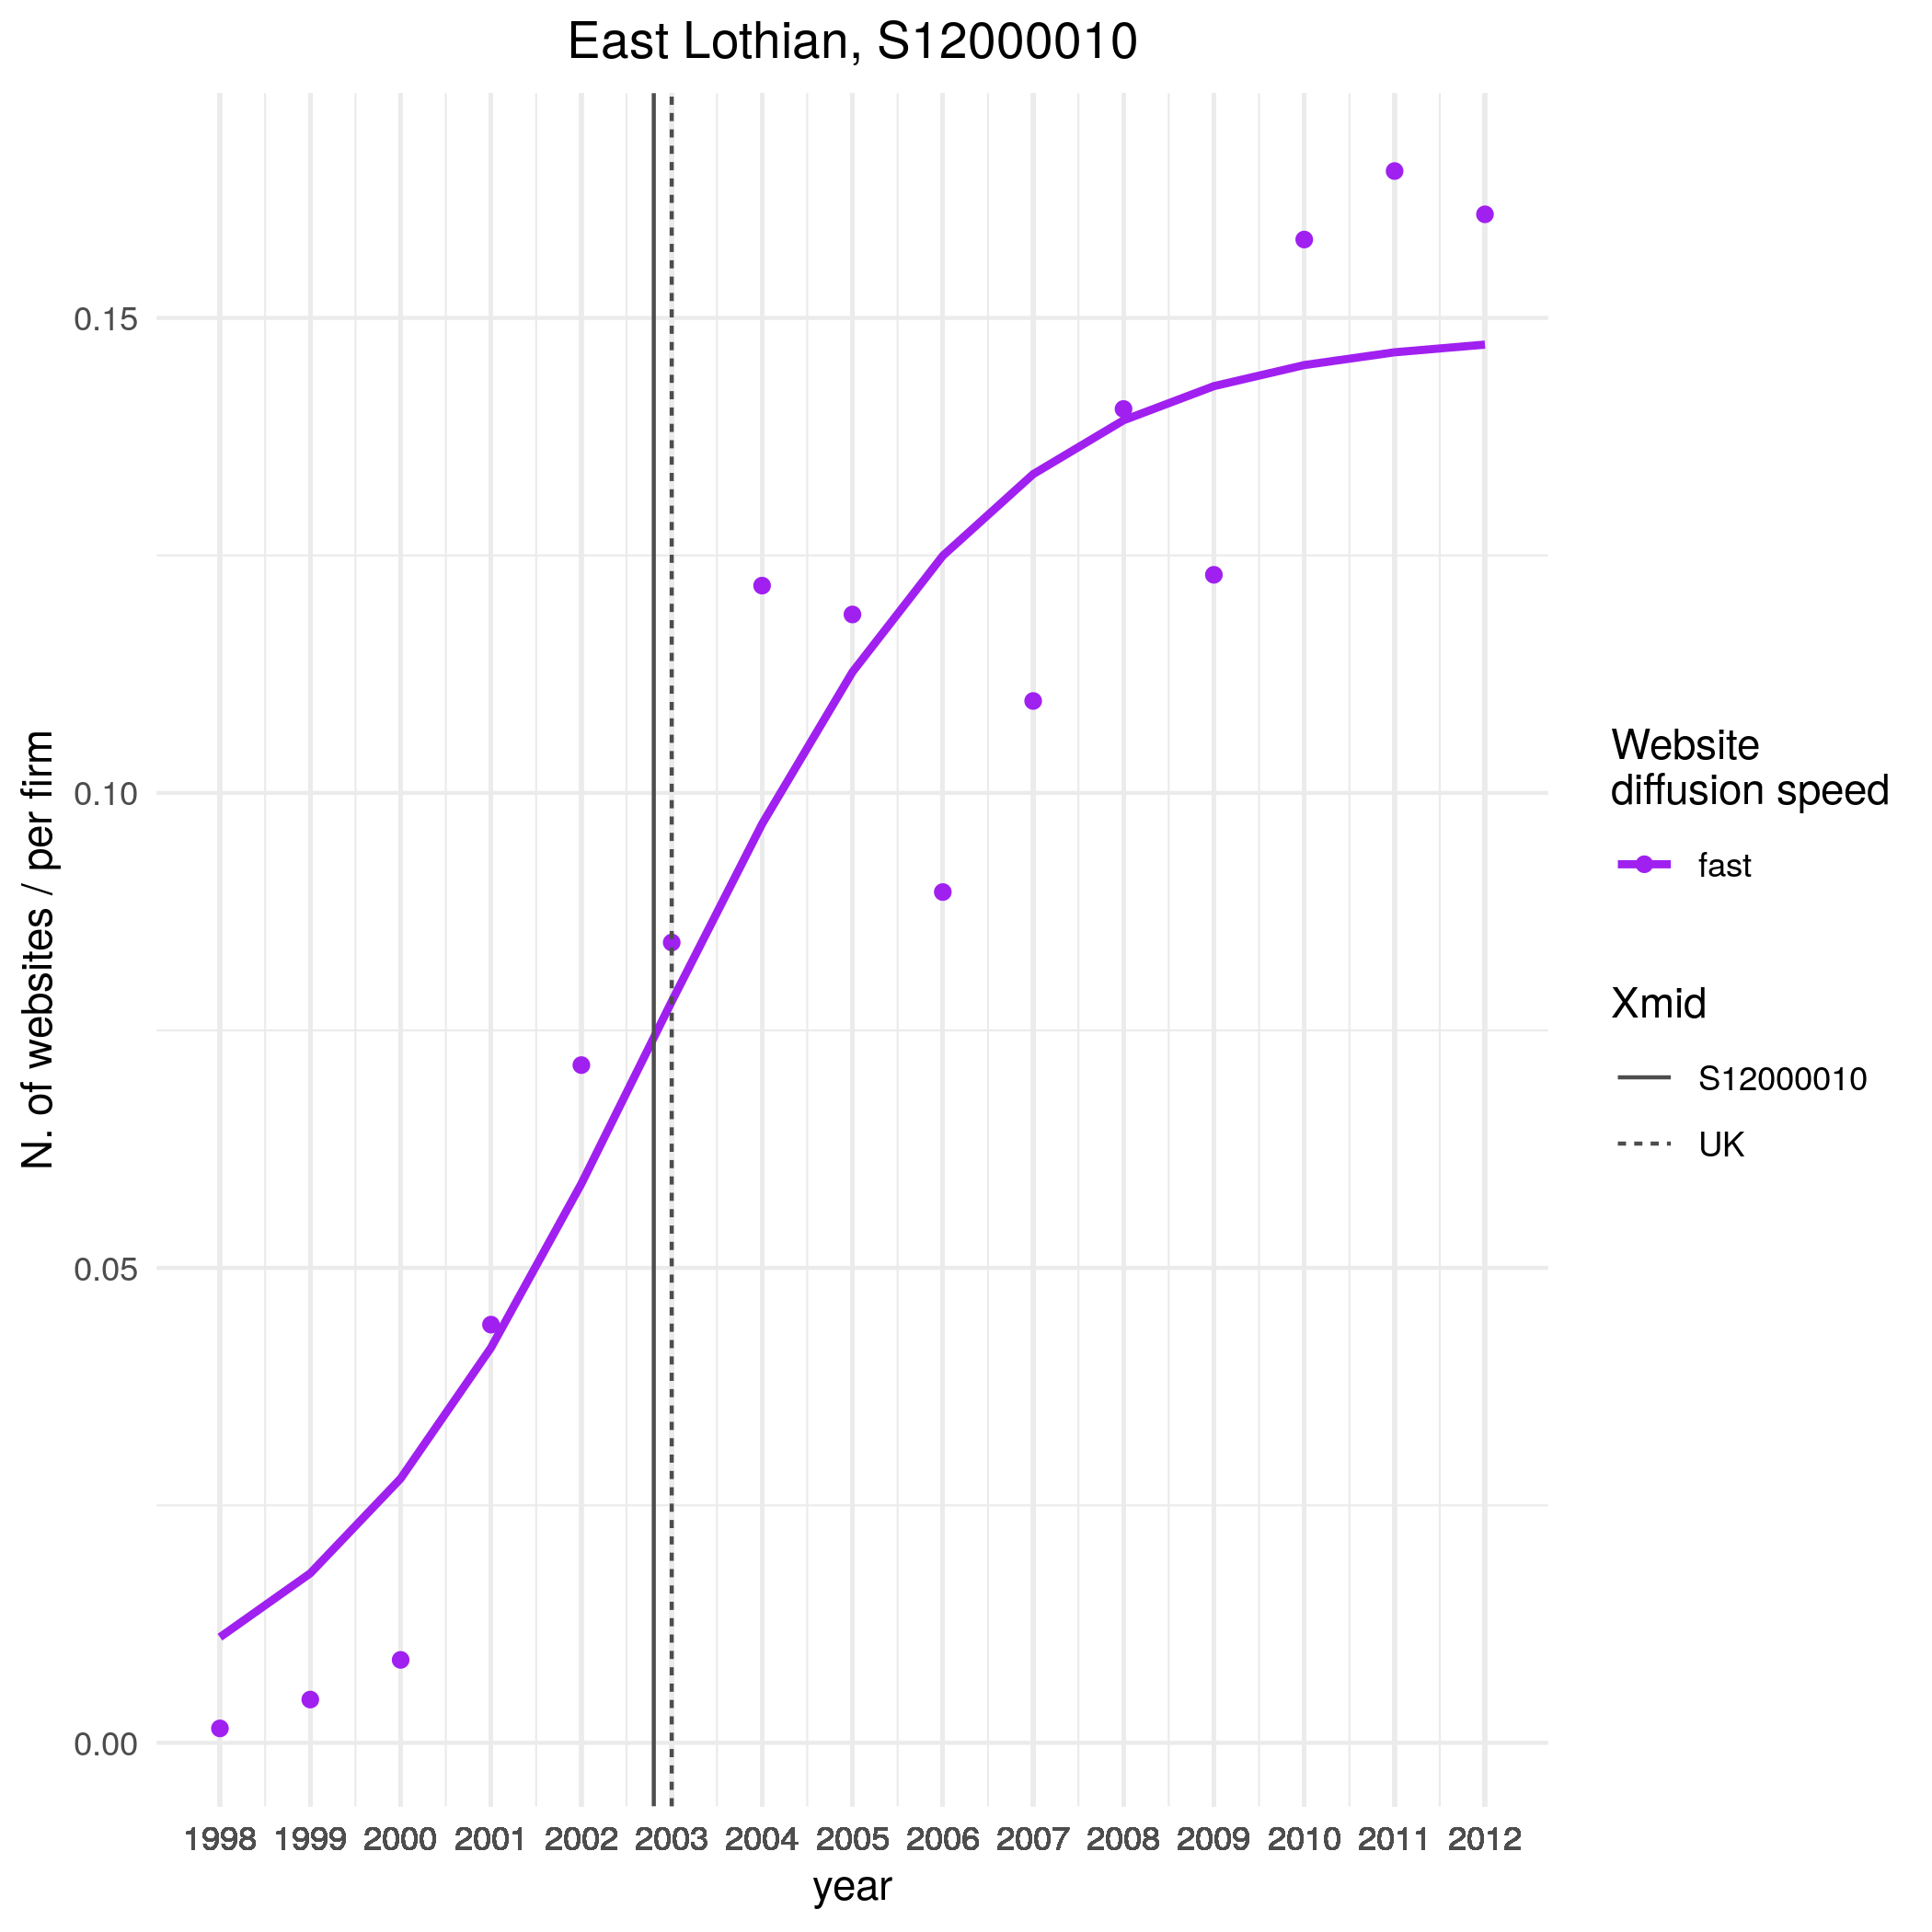 East Lothian, S12000010
N. of websites / per firm
0.15
0.10
0.05
0.00
1998 1999 2000 2001 2002 2003 2004 2005 2006 2007 2008 2009 2010 2011 2012
year
Website
diffusion speed
fast
Xmid
S12000010
UK